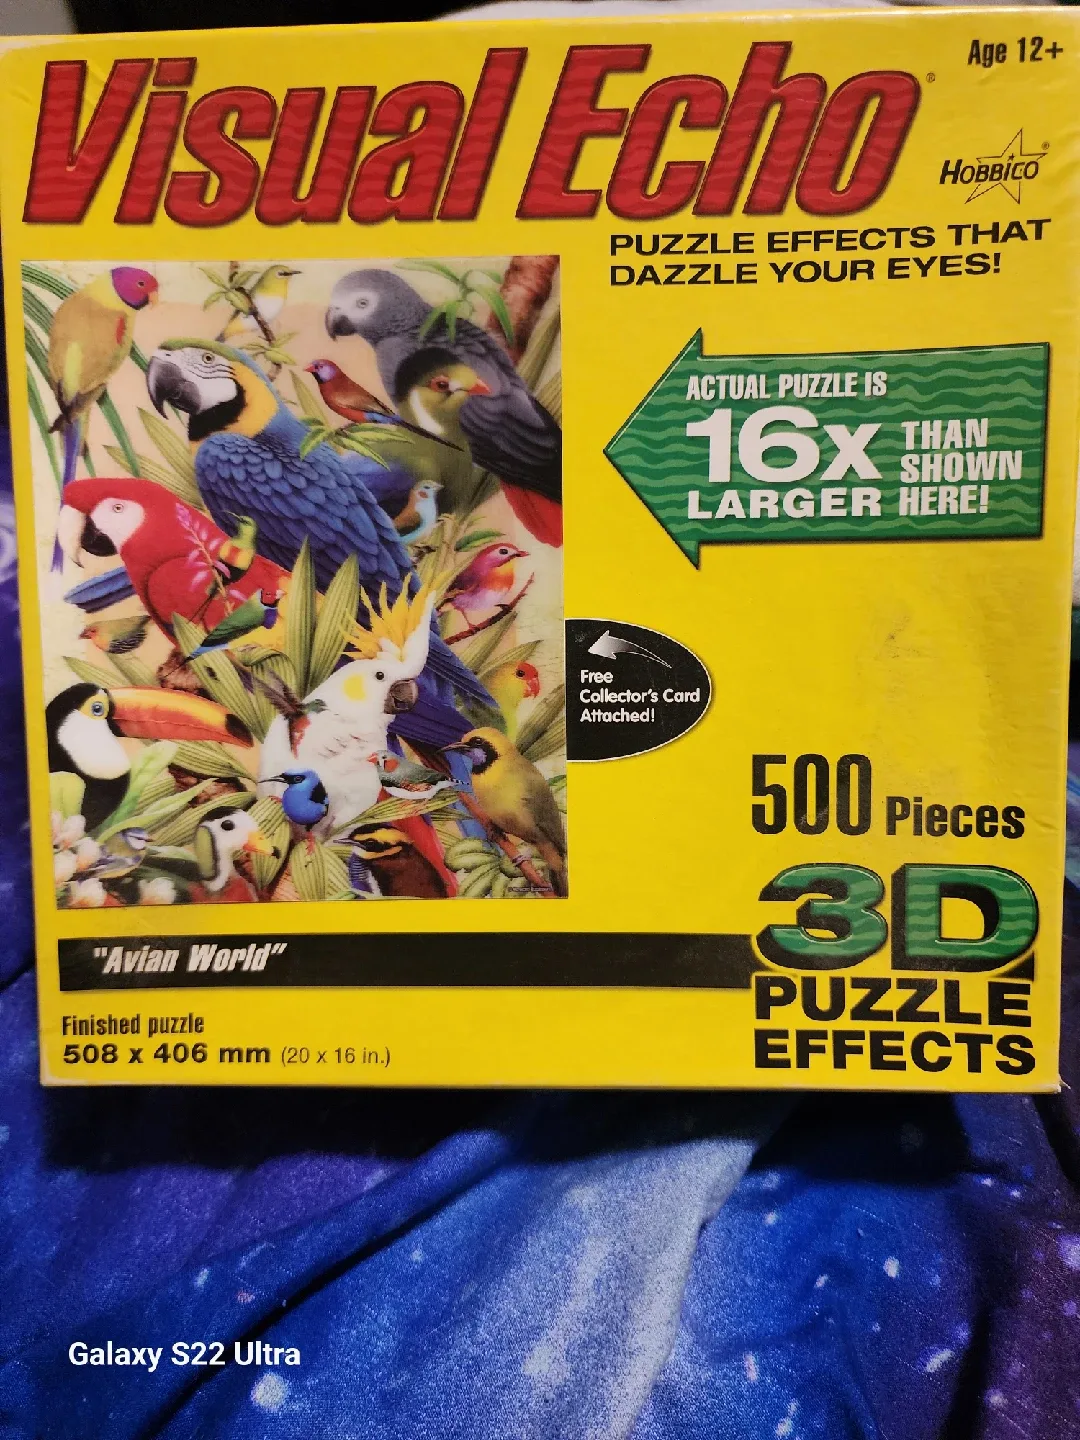 Visual Echo®
Age 12+
HOBBICO®
PUZZLE EFFECTS THAT
DAZZLE YOUR EYES!
ACTUAL PUZZLE IS
16x THAN
SHOWN
LARGER HERE!
Free
Collector's Card
Attached!
500 Pieces
3D
PUZZLE
EFFECTS
"Avian World"
Finished puzzle
508 x 406 mm (20 x 16 in.)
Galaxy S22 Ultra